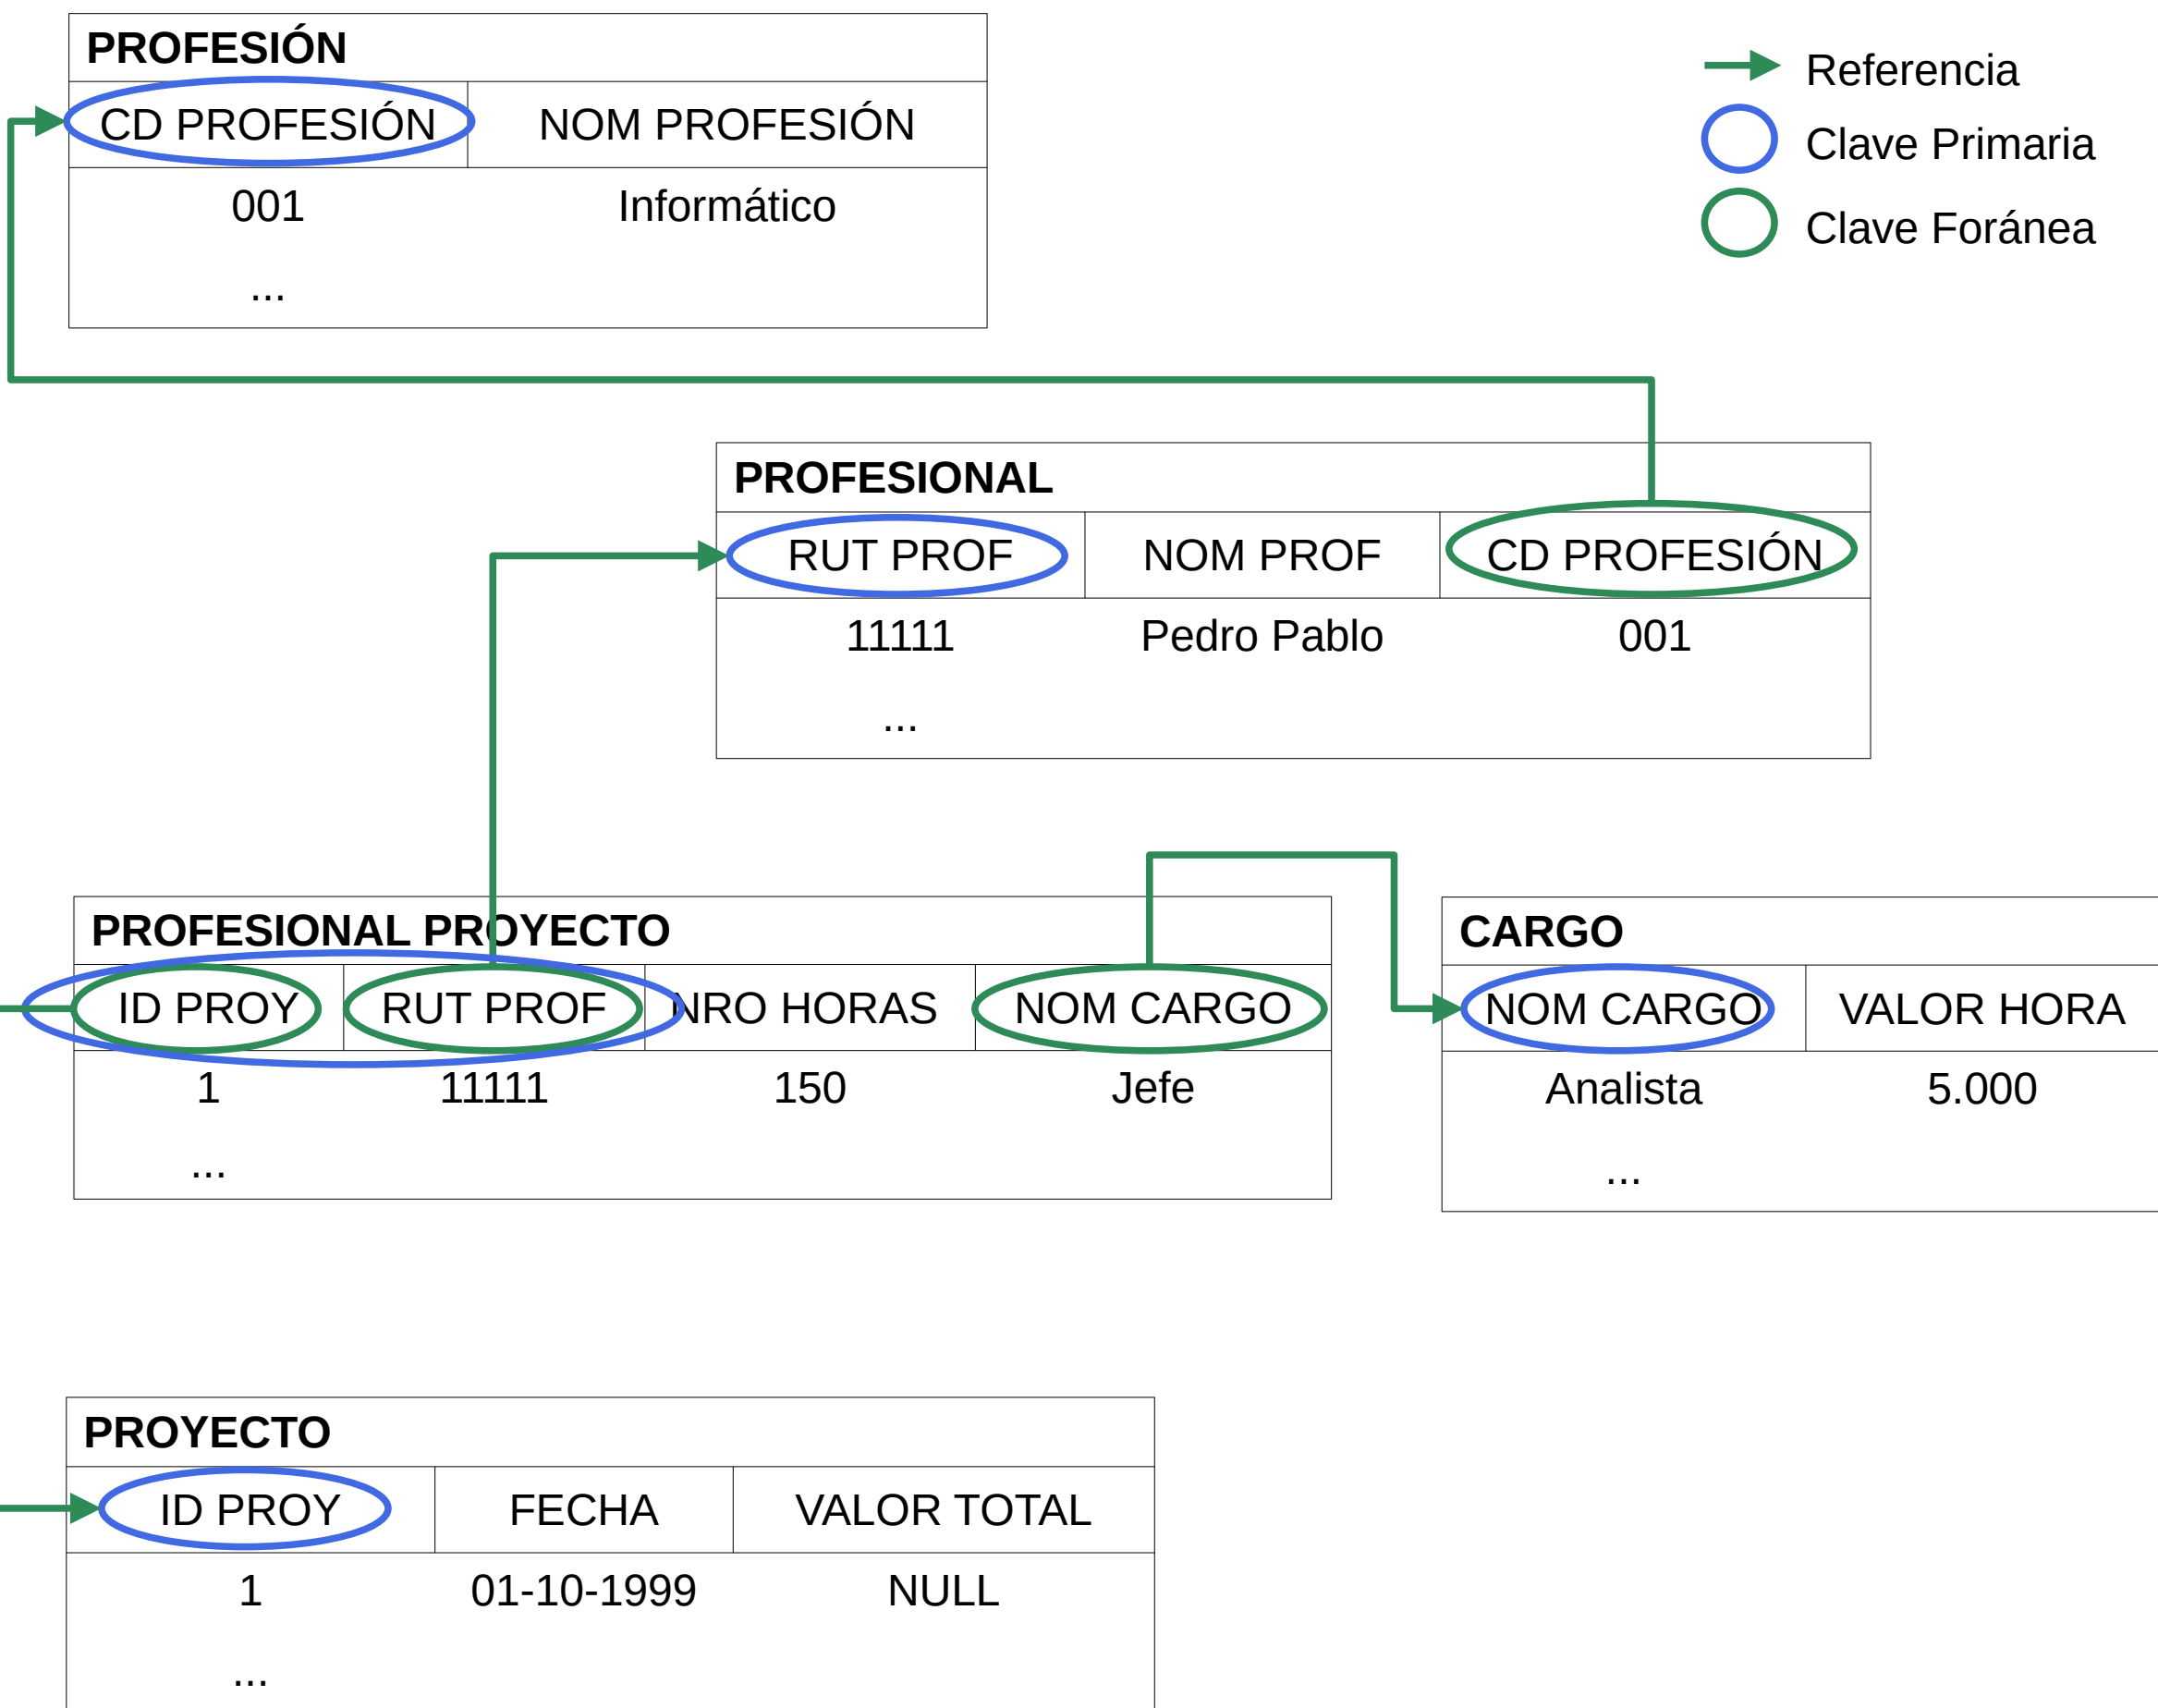 PROFESIÓN
CD PROFESIÓN NOM PROFESIÓN
001 Informático
...
Referencia
Clave Primaria
Clave Foránea
PROFESIONAL
RUT PROF NOM PROF CD PROFESIÓN
11111 Pedro Pablo 001
...
PROFESIONAL PROYECTO
ID PROY RUT PROF NRO HORAS NOM CARGO
1 11111 150 Jefe
...
CARGO
NOM CARGO VALOR HORA
Analista 5.000
...
PROYECTO
ID PROY FECHA VALOR TOTAL
1 01-10-1999 NULL
...